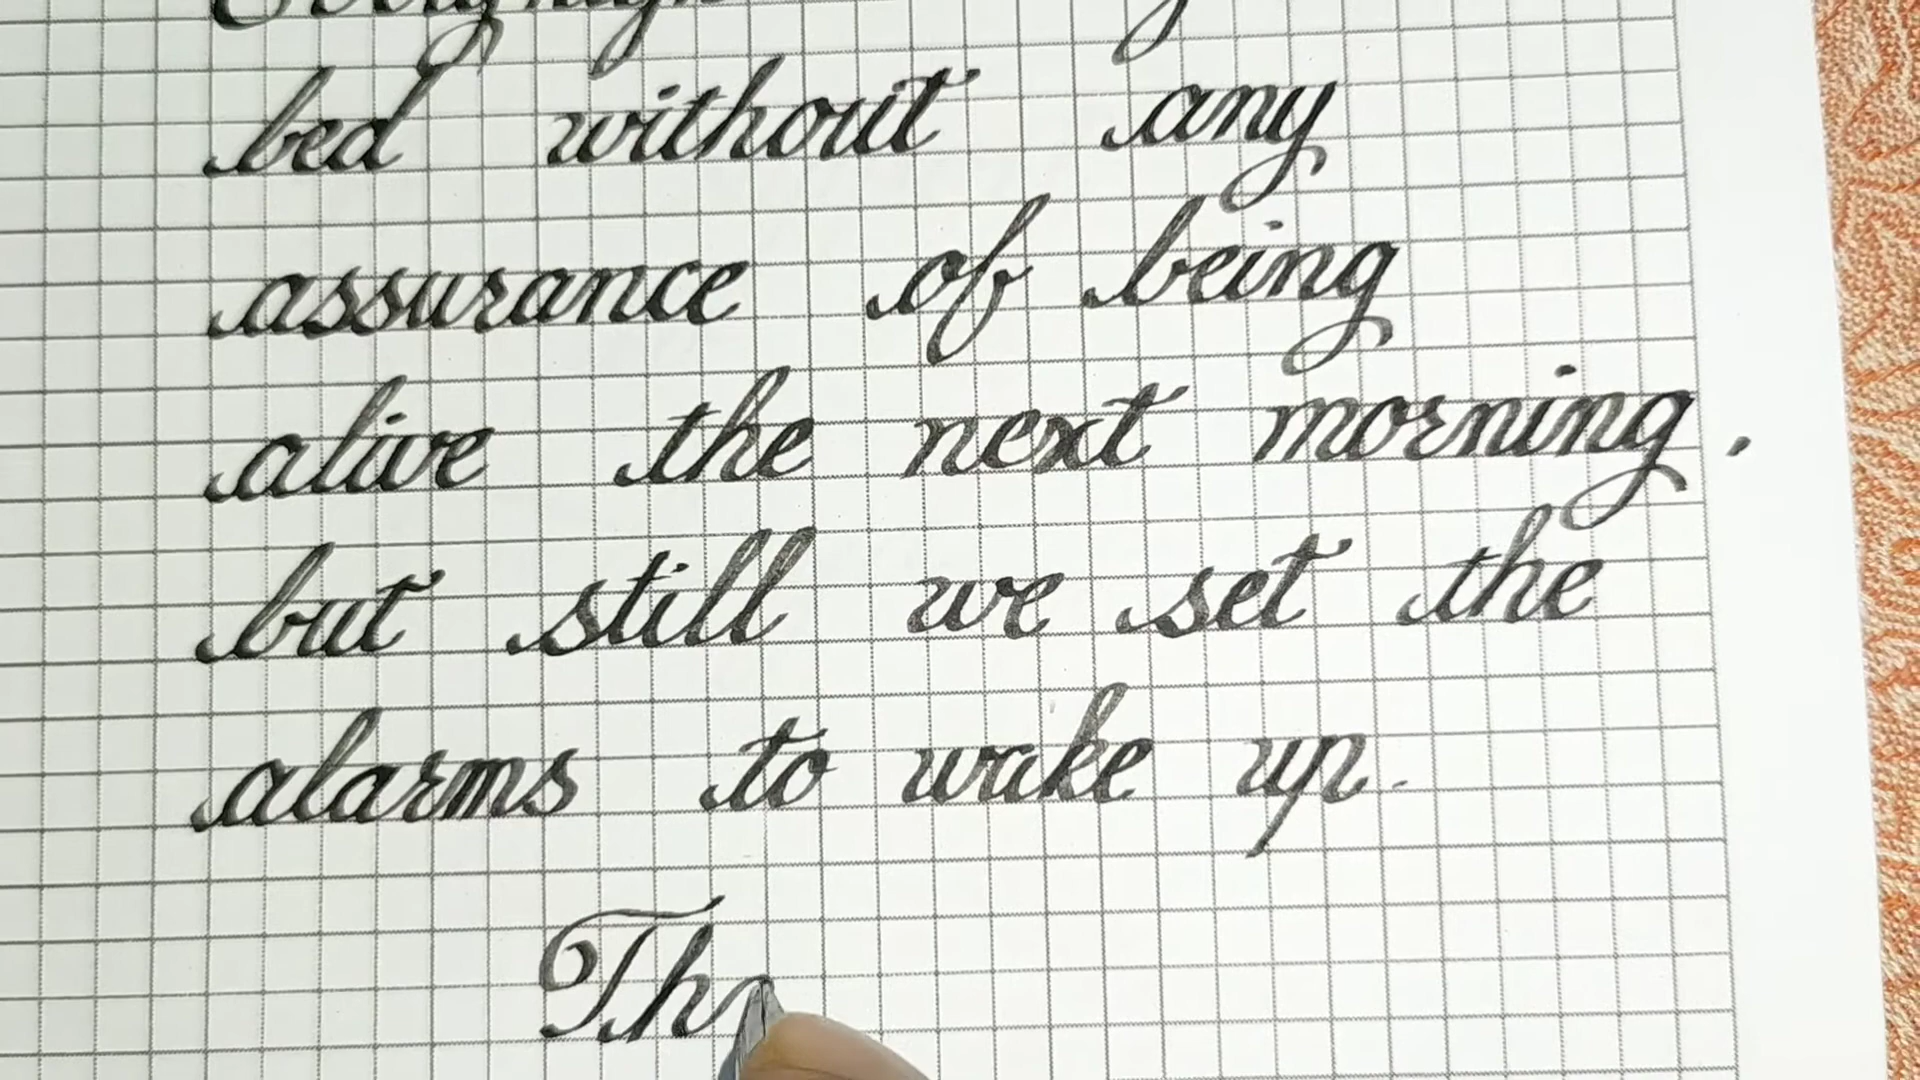 bed without any
assurance of being
alive the next morning.
but still we set the
alarms to wake up.
Th